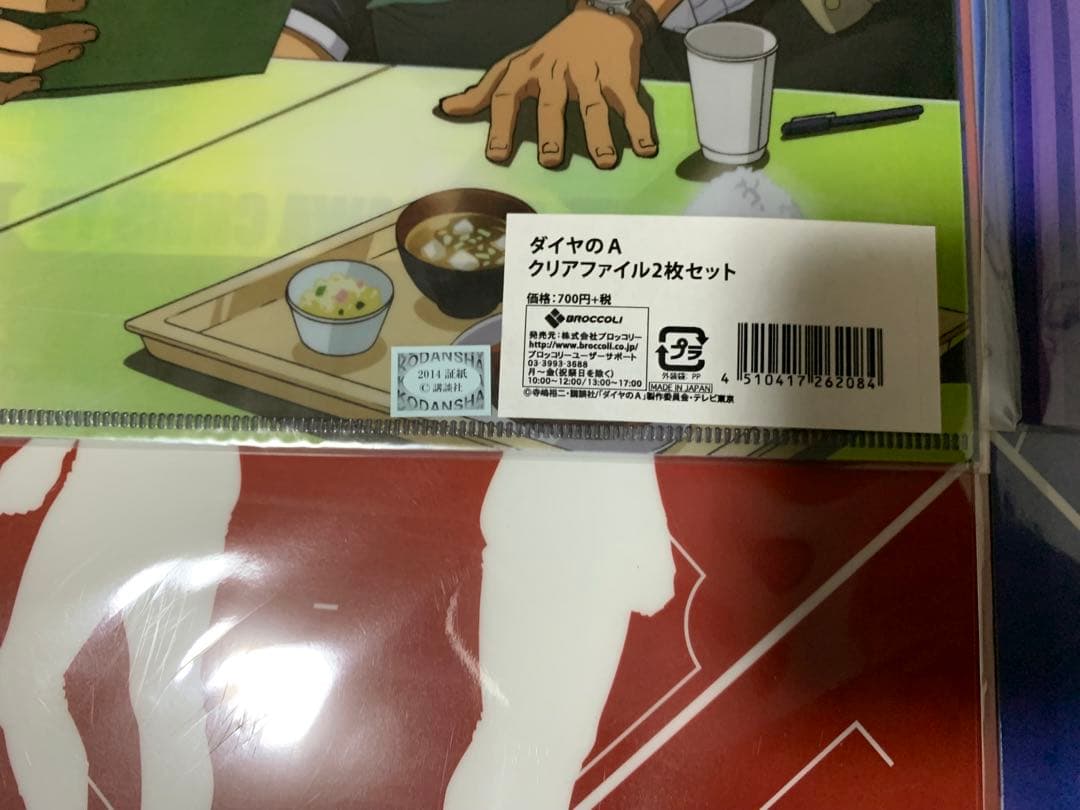 ダイヤのA
クリアファイル2枚セット
価格:700円+税
BROCCOLI
発売元:株式会社ブロッコリー
http://www.broccoli.co.jp/
ブロッコリーユーザーサポート
03-3993-3688
月～金(祝祭日を除く)
10:00~12:00/13:00~17:00
プラ
外装袋: PP
MADE IN JAPAN
4 510417 262084
©寺嶋裕二・講談社/「ダイヤのA」製作委員会・テレビ東京
KODANSHA
2014 証紙
© 講談社
KODANSHA